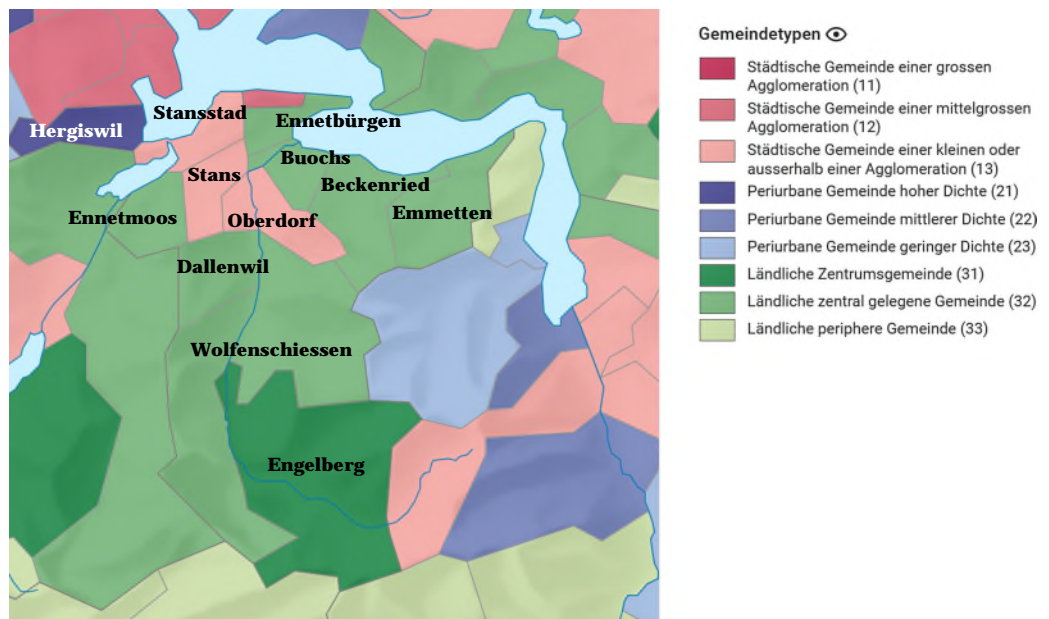 Hergiswil
Stansstad
Ennetbürgen
Buochs
Stans
Beckenried
Ennetmoos
Oberdorf
Emmetten
Dallenwil
Wolfenschiessen
Engelberg
Gemeindetypen
Städtische Gemeinde einer grossen
Agglomeration (11)
Städtische Gemeinde einer mittelgrossen
Agglomeration (12)
Städtische Gemeinde einer kleinen oder
ausserhalb einer Agglomeration (13)
Periurbane Gemeinde hoher Dichte (21)
Periurbane Gemeinde mittlerer Dichte (22)
Periurbane Gemeinde geringer Dichte (23)
Ländliche Zentrumsgemeinde (31)
Ländliche zentral gelegene Gemeinde (32)
Ländliche periphere Gemeinde (33)